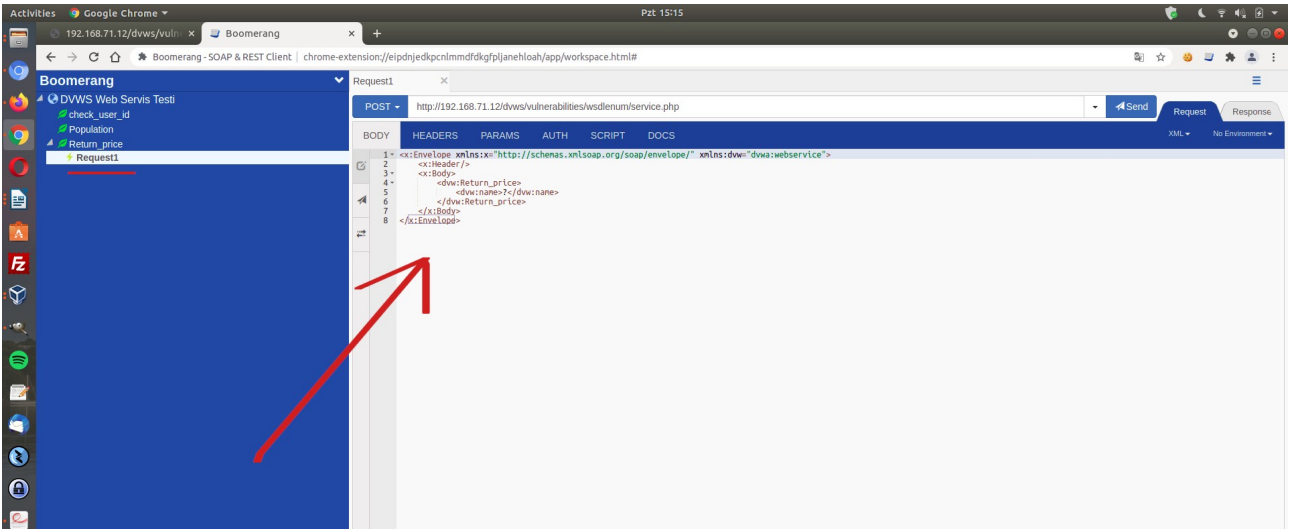 Activities Google Chrome Pzt 15:15
192.168.71.12/dvws/vuln Boomerang
Boomerang - SOAP & REST Client chrome-extension://eipdnjedkpcnlmmdfdkgfpljanehloah/app/workspace.html#
Boomerang Request1
DVWS Web Servis Testi
check_user_id
Population
Return_price
Request1
POST http://192.168.71.12/dvws/vulnerabilities/wsdlenum/service.php Send Request Response
BODY HEADERS PARAMS AUTH SCRIPT DOCS XML No Environment
1 <x:Envelope xmlns:x="http://schemas.xmlsoap.org/soap/envelope/" xmlns:dvw="dvwa:webservice">
2 <x:Header/>
3 <x:Body>
4 <dvw:Return_price>
5 <dvw:name>?</dvw:name>
6 </dvw:Return_price>
7 </x:Body>
8 </x:Envelope>